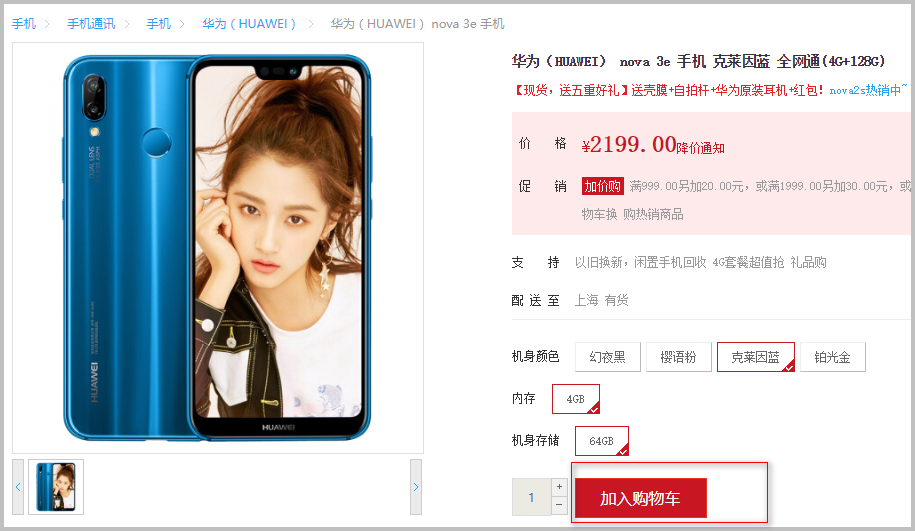 手机 > 手机通讯 > 手机 > 华为（HUAWEI） > 华为（HUAWEI） nova 3e 手机
华为（HUAWEI） nova 3e 手机 克莱因蓝 全网通(4G+128G)
【现货，送五重好礼】送壳膜+自拍杆+华为原装耳机+红包！nova2s热销中~
价 格 ¥2199.00降价通知
促 销 加价购 满999.00另加20.00元，或满1999.00另加30.00元，或
物车换 购热销商品
支 持 以旧换新，闲置手机回收 4G套餐超值抢 礼品购
配送至 上海 有货
机身颜色 幻夜黑 樱语粉 克莱因蓝 铂光金
内存 4GB
机身存储 64GB
1 + − 加入购物车
HUAWEI
HUAWEI